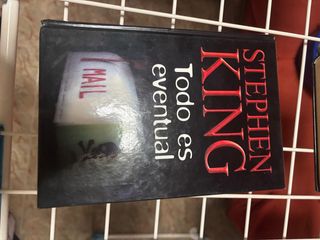 STEPHEN
KING
Todo es
eventual
MAIL